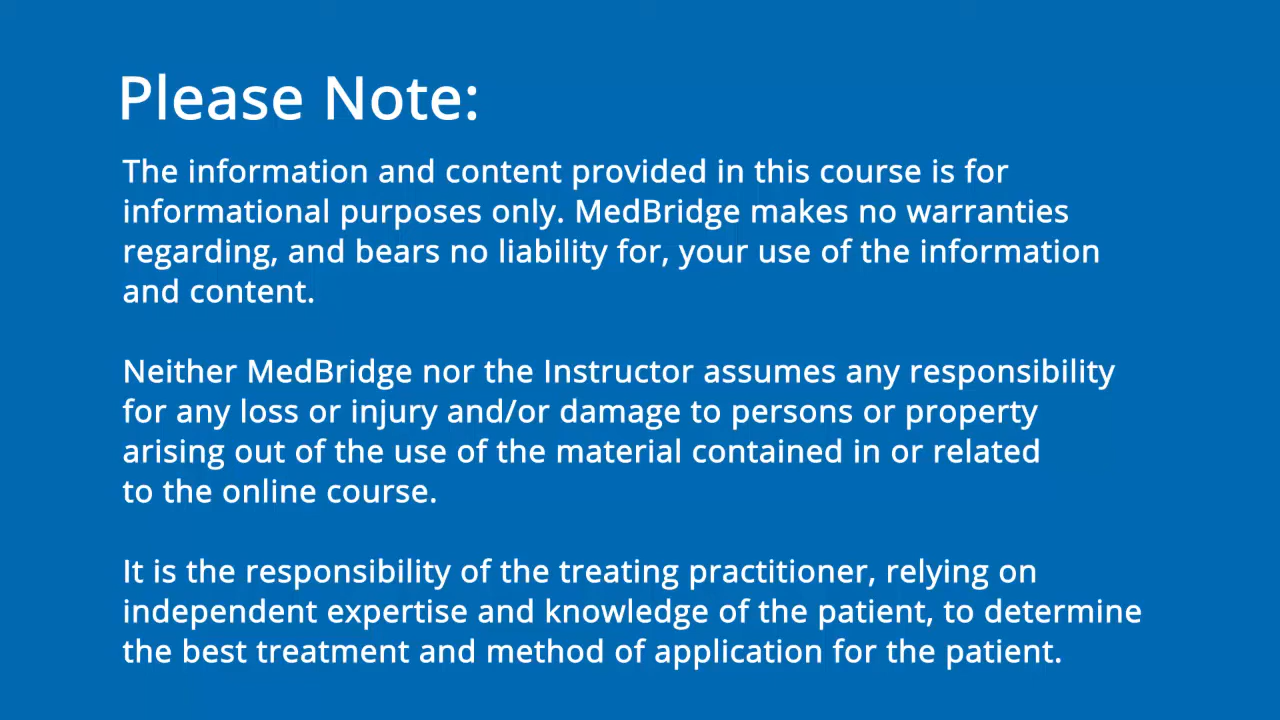 Please Note:
The information and content provided in this course is for
informational purposes only. MedBridge makes no warranties
regarding, and bears no liability for, your use of the information
and content.
Neither MedBridge nor the Instructor assumes any responsibility
for any loss or injury and/or damage to persons or property
arising out of the use of the material contained in or related
to the online course.
It is the responsibility of the treating practitioner, relying on
independent expertise and knowledge of the patient, to determine
the best treatment and method of application for the patient.